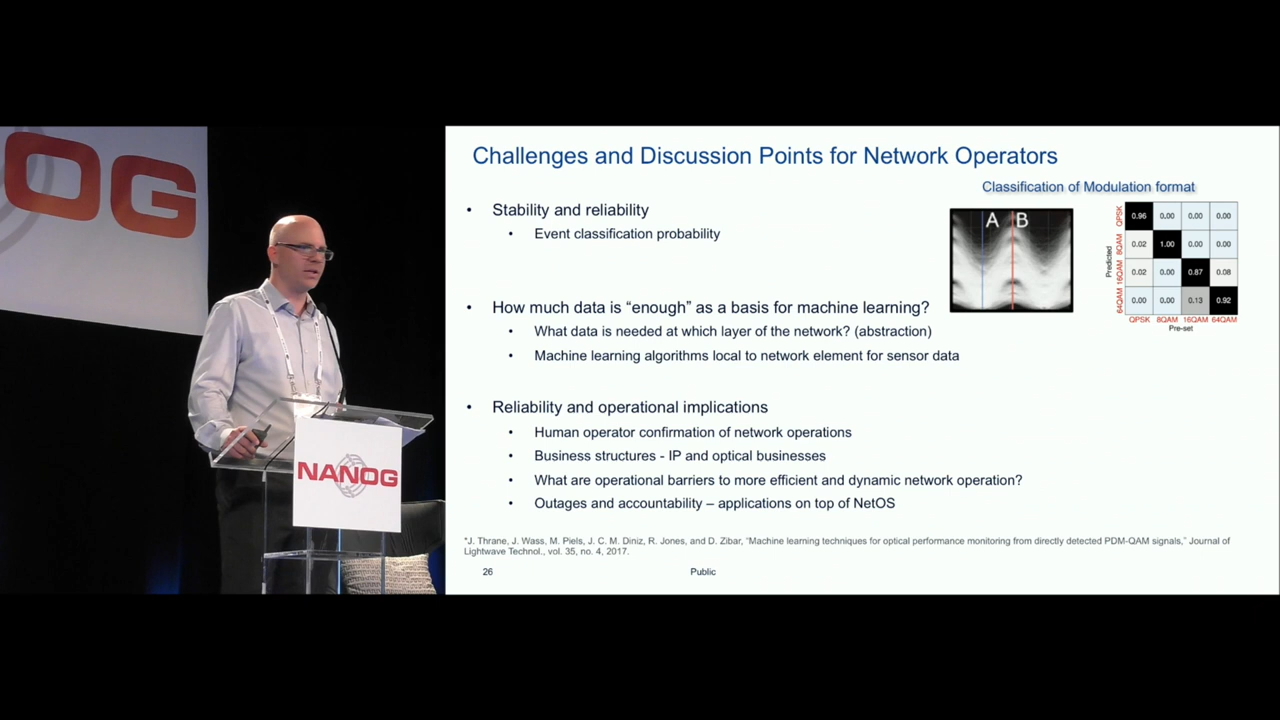 OG
NANOG
Challenges and Discussion Points for Network Operators
• Stability and reliability
• Event classification probability
• How much data is “enough” as a basis for machine learning?
• What data is needed at which layer of the network? (abstraction)
• Machine learning algorithms local to network element for sensor data
• Reliability and operational implications
• Human operator confirmation of network operations
• Business structures - IP and optical businesses
• What are operational barriers to more efficient and dynamic network operation?
• Outages and accountability – applications on top of NetOS
Classification of Modulation format
A B
Predicted
QPSK 0.96 0.00 0.00 0.00
8QAM 0.02 1.00 0.00 0.00
16QAM 0.02 0.00 0.87 0.08
64QAM 0.00 0.00 0.13 0.92
QPSK 8QAM 16QAM 64QAM
Pre-set
*J. Thrane, J. Wass, M. Piels, J. C. M. Diniz, R. Jones, and D. Zibar, “Machine learning techniques for optical performance monitoring from directly detected PDM-QAM signals,” Journal of
Lightwave Technol., vol. 35, no. 4, 2017.
26 Public